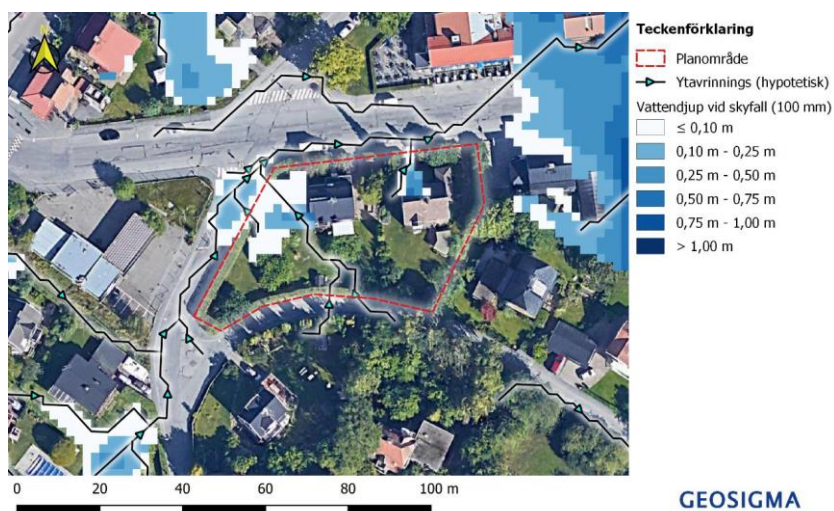 Teckenförklaring
Planområde
Ytavrinnings (hypotetisk)
Vattendjup vid skyfall (100 mm)
≤ 0,10 m
0,10 m - 0,25 m
0,25 m - 0,50 m
0,50 m - 0,75 m
0,75 m - 1,00 m
> 1,00 m
0 20 40 60 80 100 m
GEOSIGMA